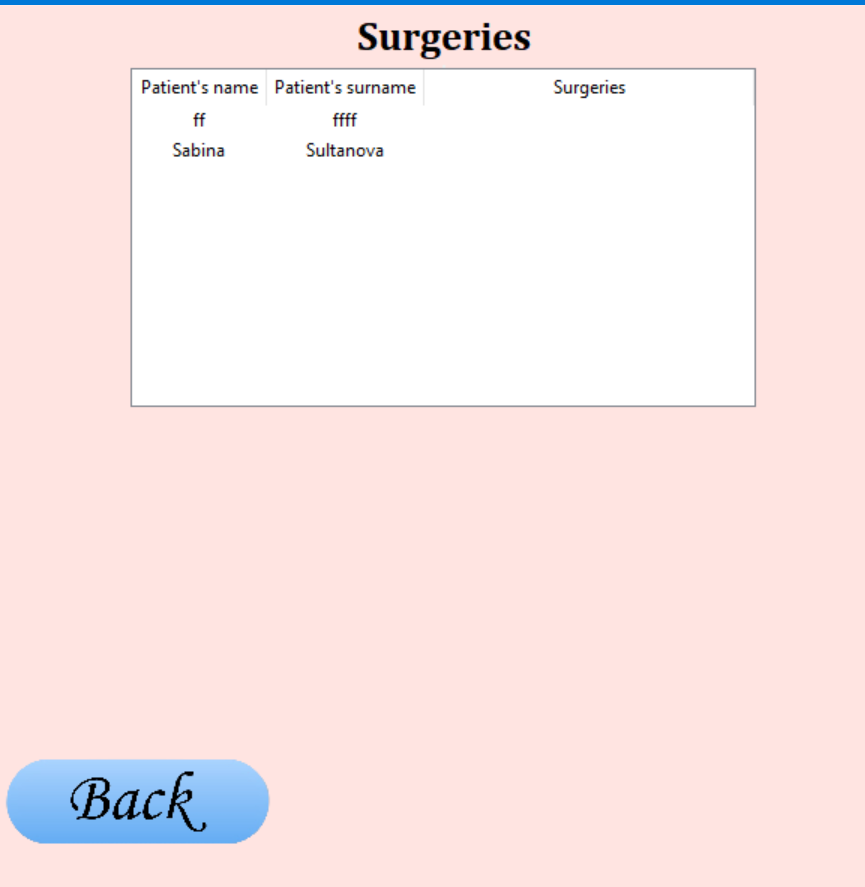 Surgeries
Patient's name Patient's surname Surgeries
ff ffff
Sabina Sultanova
Back